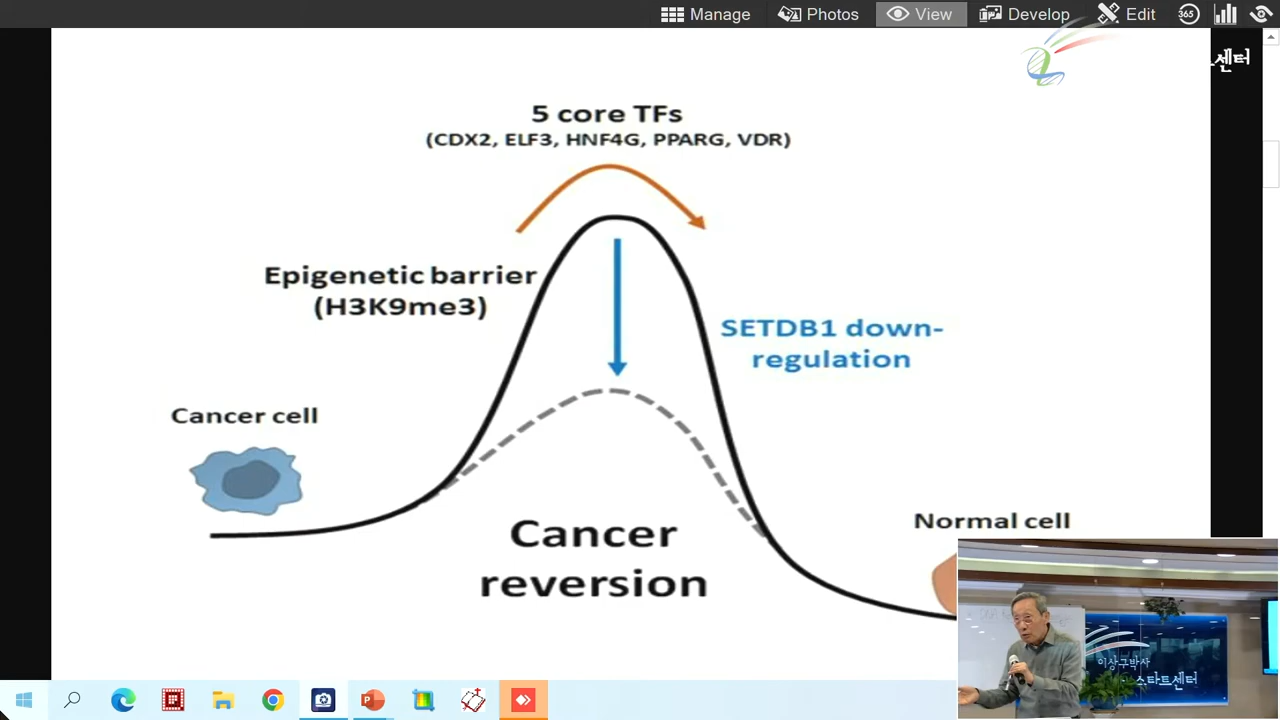 Manage Photos View Develop Edit 365
센터
5 core TFs
(CDX2, ELF3, HNF4G, PPARG, VDR)
Epigenetic barrier
(H3K9me3)
SETDB1 down-
regulation
Cancer cell
Cancer
reversion
Normal cell
이상구박사
스타트센터